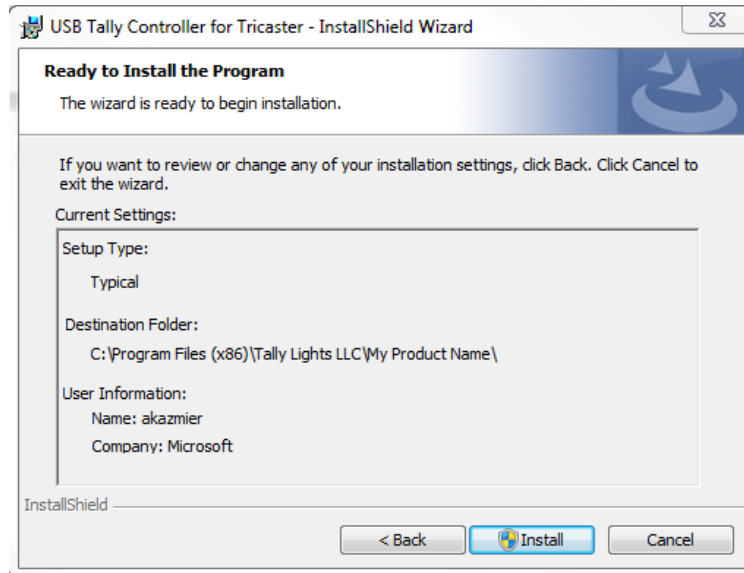 USB Tally Controller for Tricaster - InstallShield Wizard
Ready to Install the Program
The wizard is ready to begin installation.
If you want to review or change any of your installation settings, click Back. Click Cancel to
exit the wizard.
Current Settings:
Setup Type:
Typical
Destination Folder:
C:\Program Files (x86)\Tally Lights LLC\My Product Name\
User Information:
Name: akazmier
Company: Microsoft
InstallShield
< Back
Install
Cancel